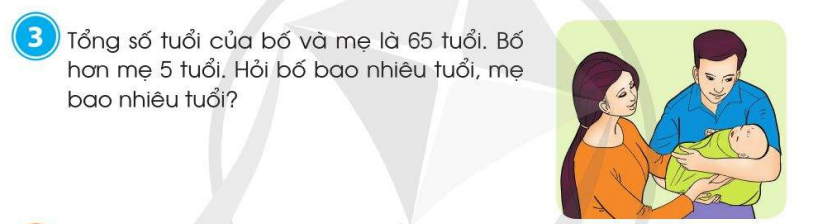 3 Tổng số tuổi của bố và mẹ là 65 tuổi. Bố
hơn mẹ 5 tuổi. Hỏi bố bao nhiêu tuổi, mẹ
bao nhiêu tuổi?